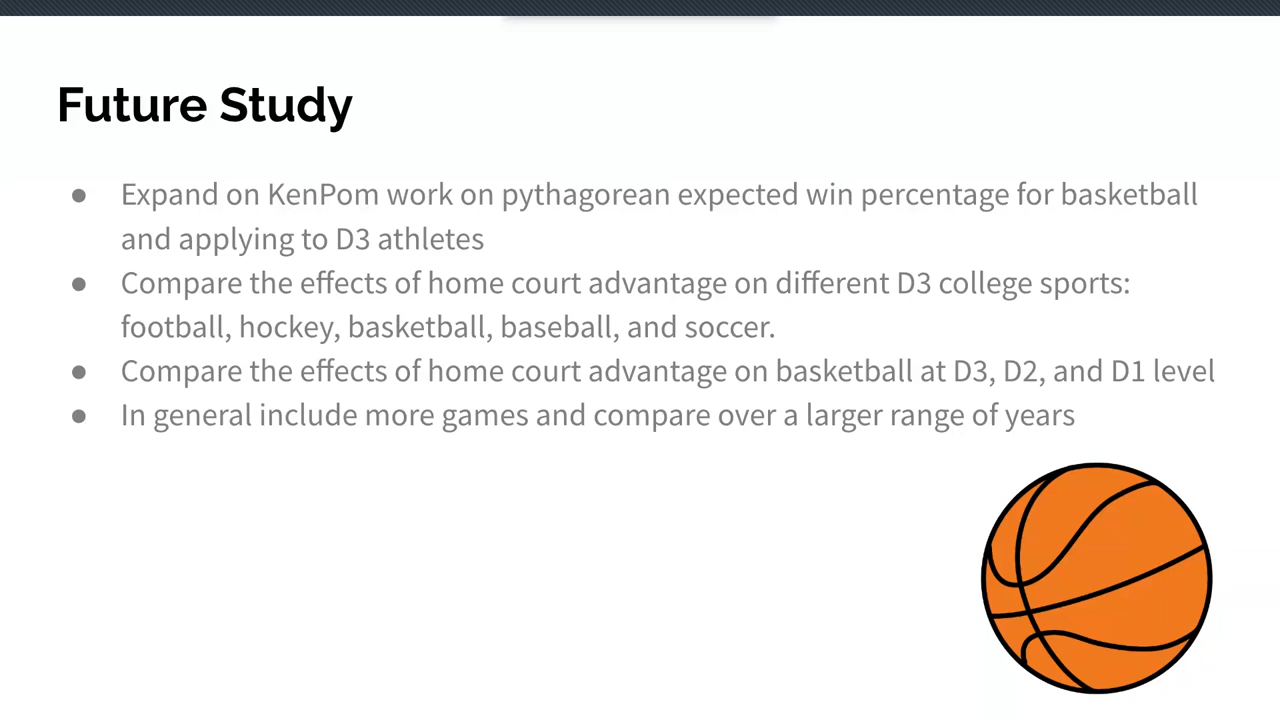 Future Study
● Expand on KenPom work on pythagorean expected win percentage for basketball
and applying to D3 athletes
● Compare the effects of home court advantage on different D3 college sports:
football, hockey, basketball, baseball, and soccer.
● Compare the effects of home court advantage on basketball at D3, D2, and D1 level
● In general include more games and compare over a larger range of years